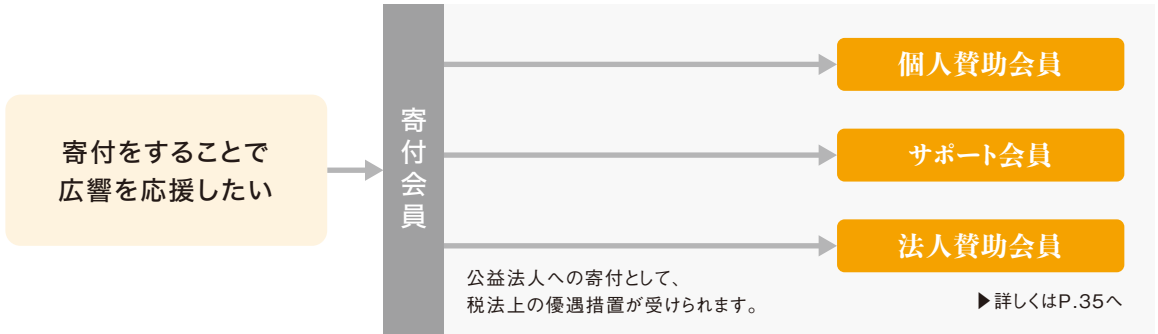 寄付をすることで
広響を応援したい
寄付会員
個人賛助会員
サポート会員
法人賛助会員
公益法人への寄付として、
税法上の優遇措置が受けられます。
▶詳しくはP.35へ